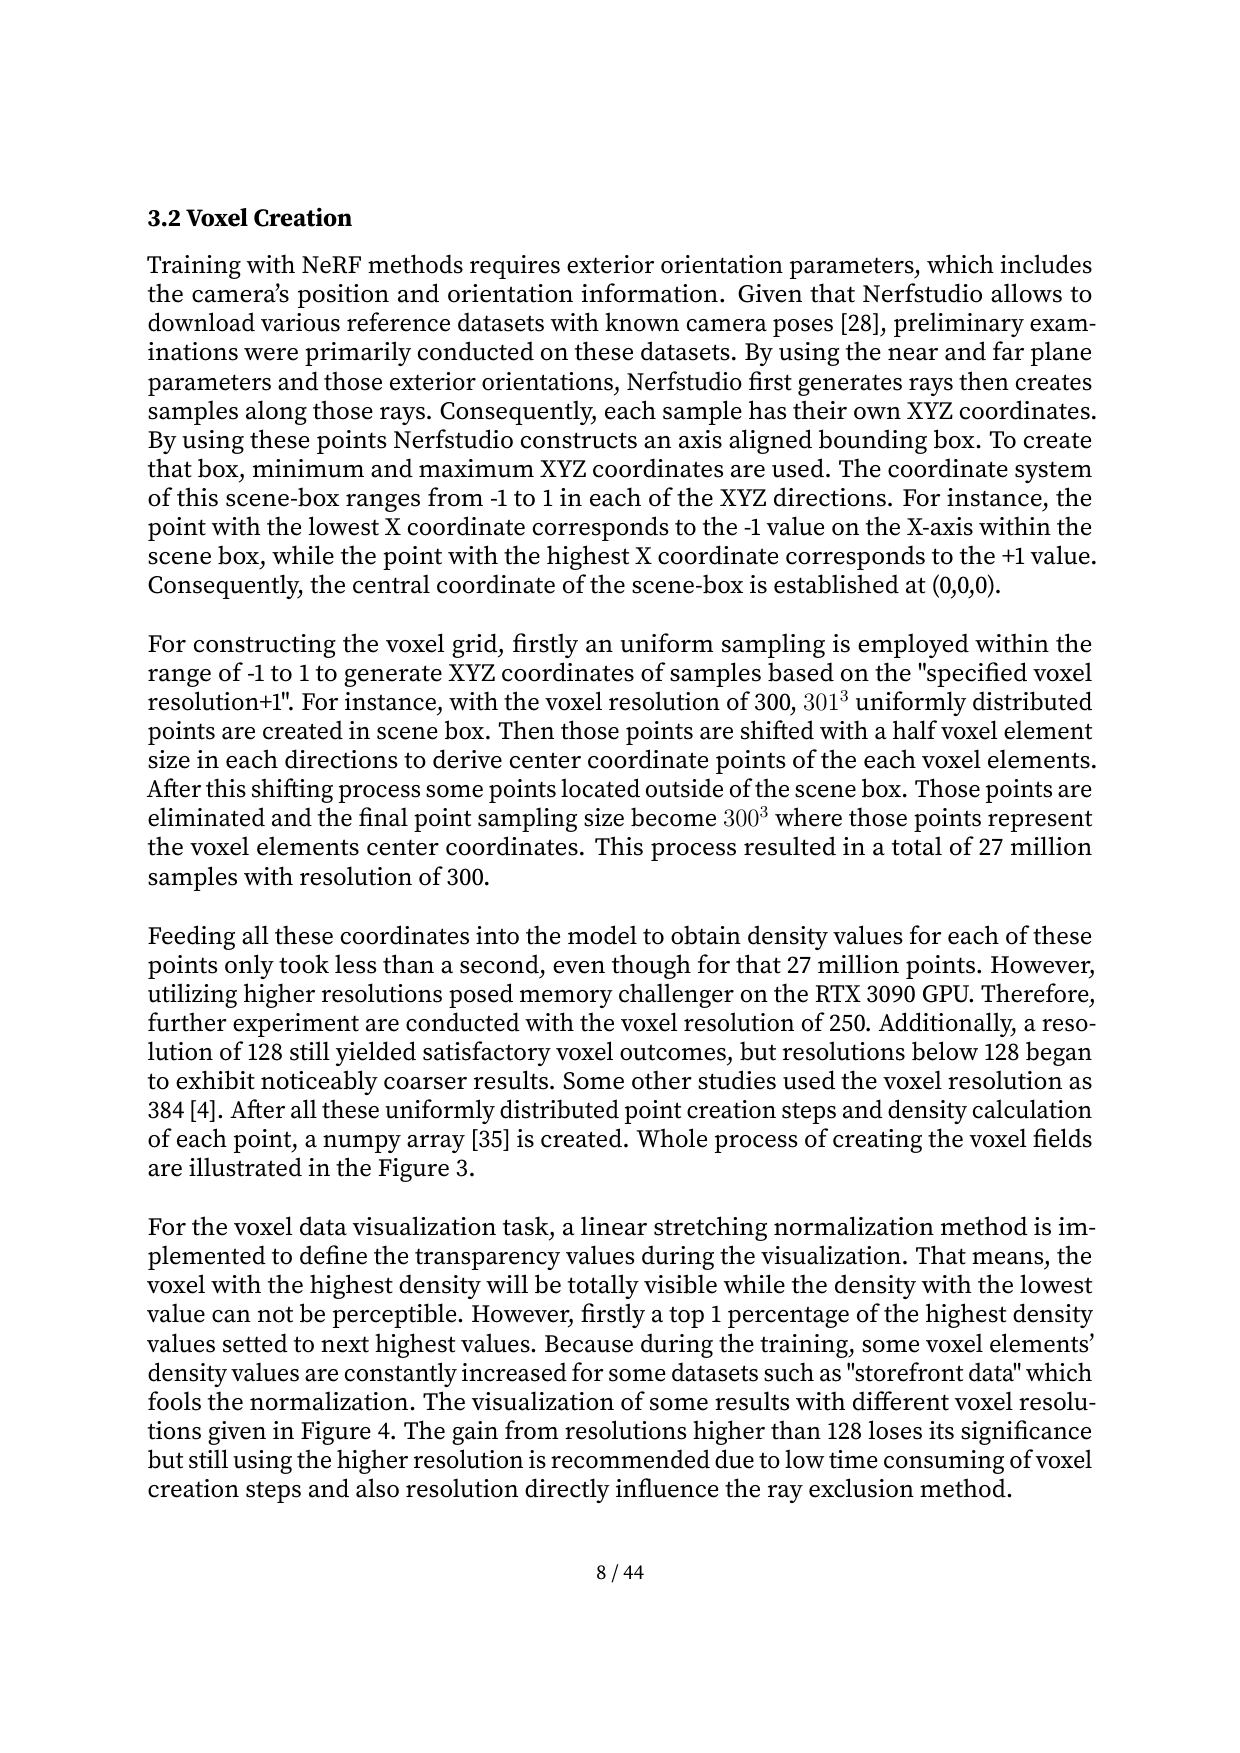 3.2 Voxel Creation
Training with NeRF methods requires exterior orientation parameters, which includes
the camera’s position and orientation information. Given that Nerfstudio allows to
download various reference datasets with known camera poses [28], preliminary exam-
inations were primarily conducted on these datasets. By using the near and far plane
parameters and those exterior orientations, Nerfstudio first generates rays then creates
samples along those rays. Consequently, each sample has their own XYZ coordinates.
By using these points Nerfstudio constructs an axis aligned bounding box. To create
that box, minimum and maximum XYZ coordinates are used. The coordinate system
of this scene-box ranges from -1 to 1 in each of the XYZ directions. For instance, the
point with the lowest X coordinate corresponds to the -1 value on the X-axis within the
scene box, while the point with the highest X coordinate corresponds to the +1 value.
Consequently, the central coordinate of the scene-box is established at (0,0,0).
For constructing the voxel grid, firstly an uniform sampling is employed within the
range of -1 to 1 to generate XYZ coordinates of samples based on the "specified voxel
resolution+1". For instance, with the voxel resolution of 300, 301³ uniformly distributed
points are created in scene box. Then those points are shifted with a half voxel element
size in each directions to derive center coordinate points of the each voxel elements.
After this shifting process some points located outside of the scene box. Those points are
eliminated and the final point sampling size become 300³ where those points represent
the voxel elements center coordinates. This process resulted in a total of 27 million
samples with resolution of 300.
Feeding all these coordinates into the model to obtain density values for each of these
points only took less than a second, even though for that 27 million points. However,
utilizing higher resolutions posed memory challenger on the RTX 3090 GPU. Therefore,
further experiment are conducted with the voxel resolution of 250. Additionally, a reso-
lution of 128 still yielded satisfactory voxel outcomes, but resolutions below 128 began
to exhibit noticeably coarser results. Some other studies used the voxel resolution as
384 [4]. After all these uniformly distributed point creation steps and density calculation
of each point, a numpy array [35] is created. Whole process of creating the voxel fields
are illustrated in the Figure 3.
For the voxel data visualization task, a linear stretching normalization method is im-
plemented to define the transparency values during the visualization. That means, the
voxel with the highest density will be totally visible while the density with the lowest
value can not be perceptible. However, firstly a top 1 percentage of the highest density
values setted to next highest values. Because during the training, some voxel elements’
density values are constantly increased for some datasets such as "storefront data" which
fools the normalization. The visualization of some results with different voxel resolu-
tions given in Figure 4. The gain from resolutions higher than 128 loses its significance
but still using the higher resolution is recommended due to low time consuming of voxel
creation steps and also resolution directly influence the ray exclusion method.
8 / 44